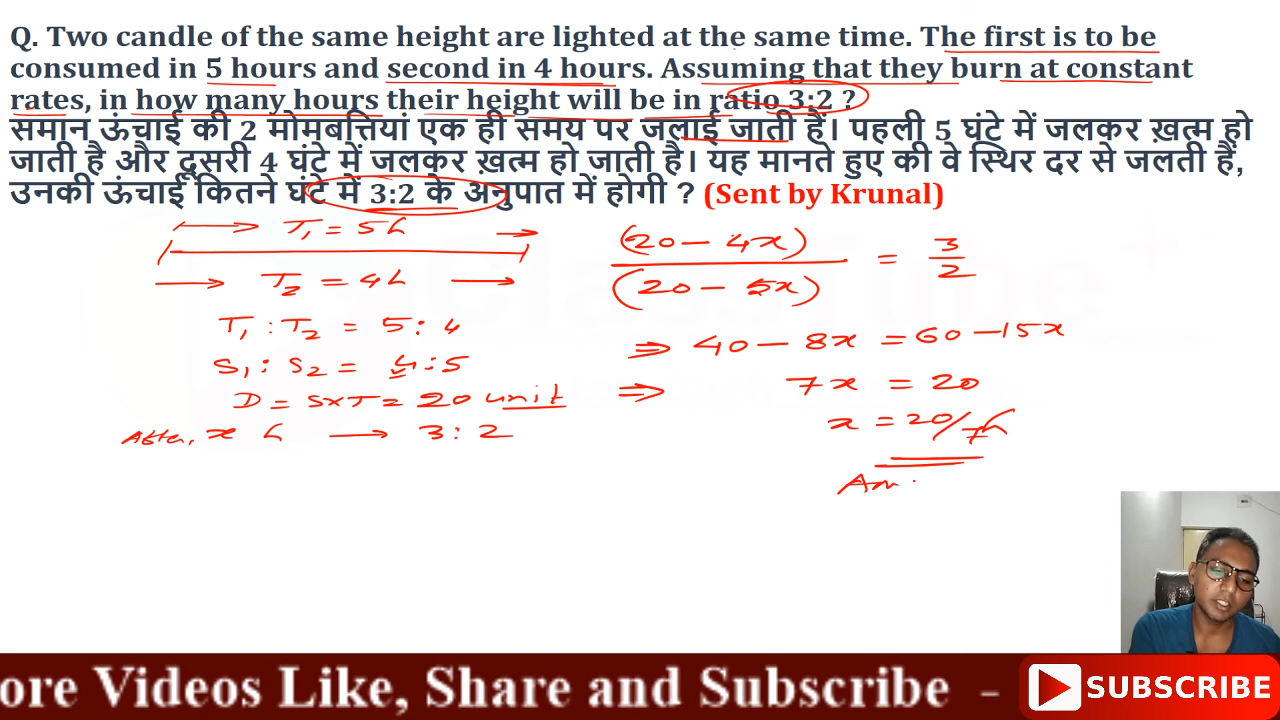 Q. Two candle of the same height are lighted at the same time. The first is to be
consumed in 5 hours and second in 4 hours. Assuming that they burn at constant
rates, in how many hours their height will be in ratio 3:2 ?
समान ऊंचाई की 2 मोमबत्तियां एक ही समय पर जलाई जाती हैं। पहली 5 घंटे में जलकर ख़त्म हो
जाती है और दूसरी 4 घंटे में जलकर ख़त्म हो जाती है। यह मानते हुए की वे स्थिर दर से जलती हैं,
उनकी ऊंचाई कितने घंटे में 3:2 के अनुपात में होगी ? (Sent by Krunal)
T₁ = 5h
T₂ = 4h
T₁ : T₂ = 5 : 4
S₁ : S₂ = 4 : 5
D = S×T = 20 unit
After, x h → 3 : 2
(20 - 4x) / (20 - 5x) = 3/2
⇒ 40 - 8x = 60 - 15x
⇒ 7x = 20
x = 20/7 h
Ans.
ore Videos Like, Share and Subscribe -
SUBSCRIBE